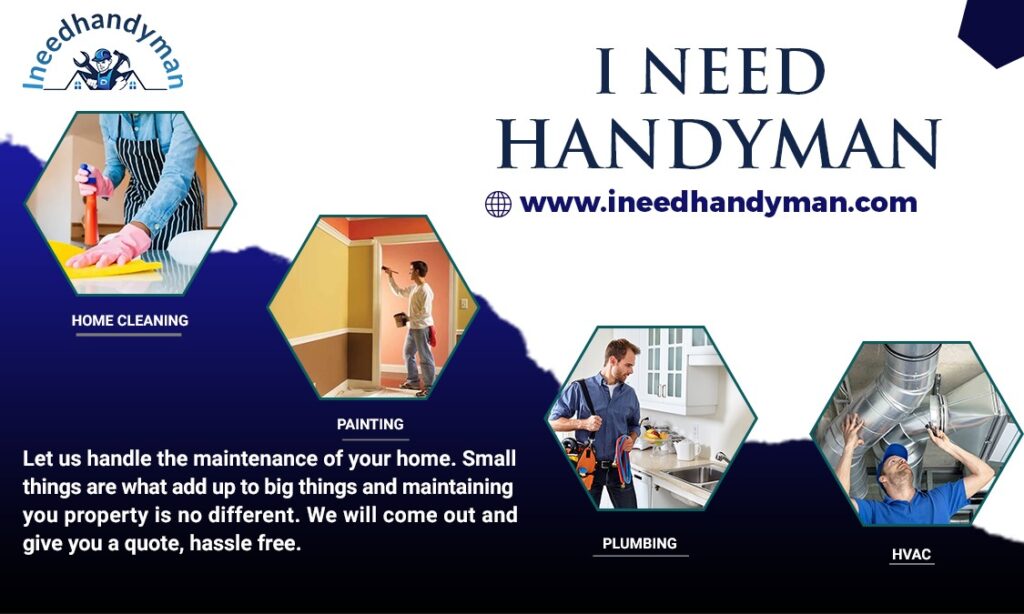 Ineedhandyman
I NEED
HANDYMAN
www.ineedhandyman.com
HOME CLEANING
PAINTING
Let us handle the maintenance of your home. Small
things are what add up to big things and maintaining
you property is no different. We will come out and
give you a quote, hassle free.
PLUMBING
HVAC